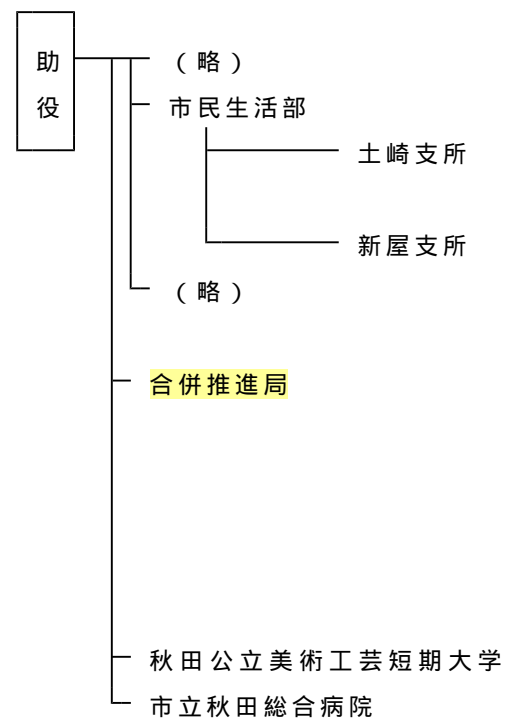 助役
（略）
市民生活部
土崎支所
新屋支所
（略）
合併推進局
秋田公立美術工芸短期大学
市立秋田総合病院